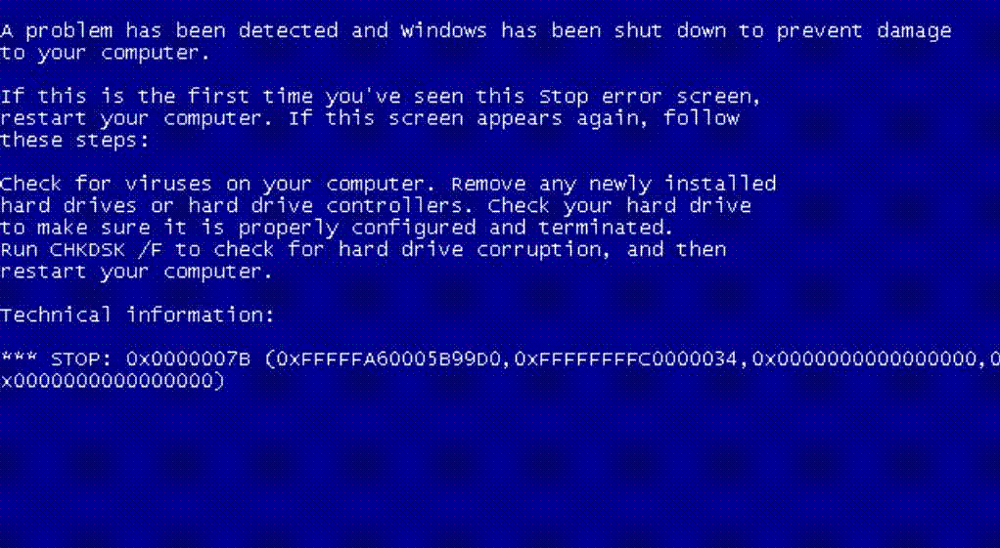 A problem has been detected and Windows has been shut down to prevent damage
to your computer.
If this is the first time you've seen this Stop error screen,
restart your computer. If this screen appears again, follow
these steps:
Check for viruses on your computer. Remove any newly installed
hard drives or hard drive controllers. Check your hard drive
to make sure it is properly configured and terminated.
Run CHKDSK /F to check for hard drive corruption, and then
restart your computer.
Technical information:
*** STOP: 0x0000007B (0xFFFFFA60005B99D0,0xFFFFFFFFC0000034,0x0000000000000000,0
x0000000000000000)